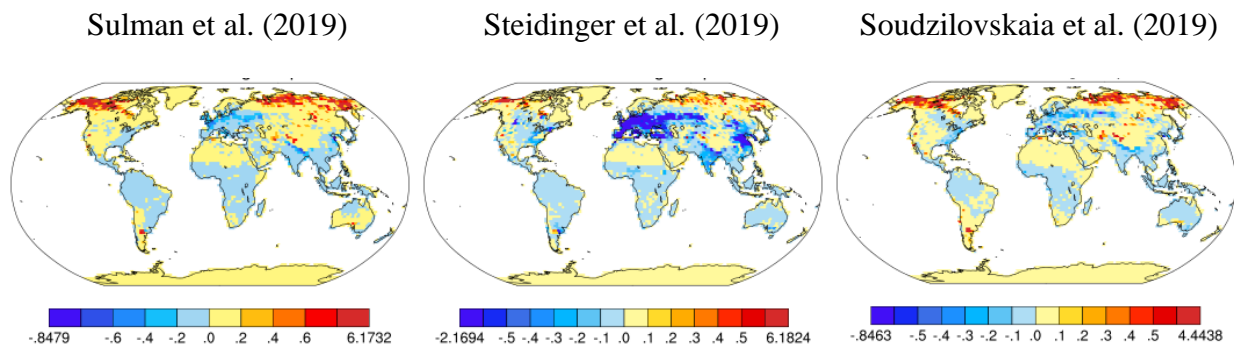 Sulman et al. (2019)
Steidinger et al. (2019)
Soudzilovskaia et al. (2019)
-.8479 -.6 -.4 -.2 .0 .2 .4 .6 6.1732
-2.1694 -.5 -.4 -.2 -.1 .0 .1 .2 .3 .4 .5 6.1824
-.8463 -.5 -.4 -.2 -.1 .0 .1 .2 .3 .4 .5 4.4438